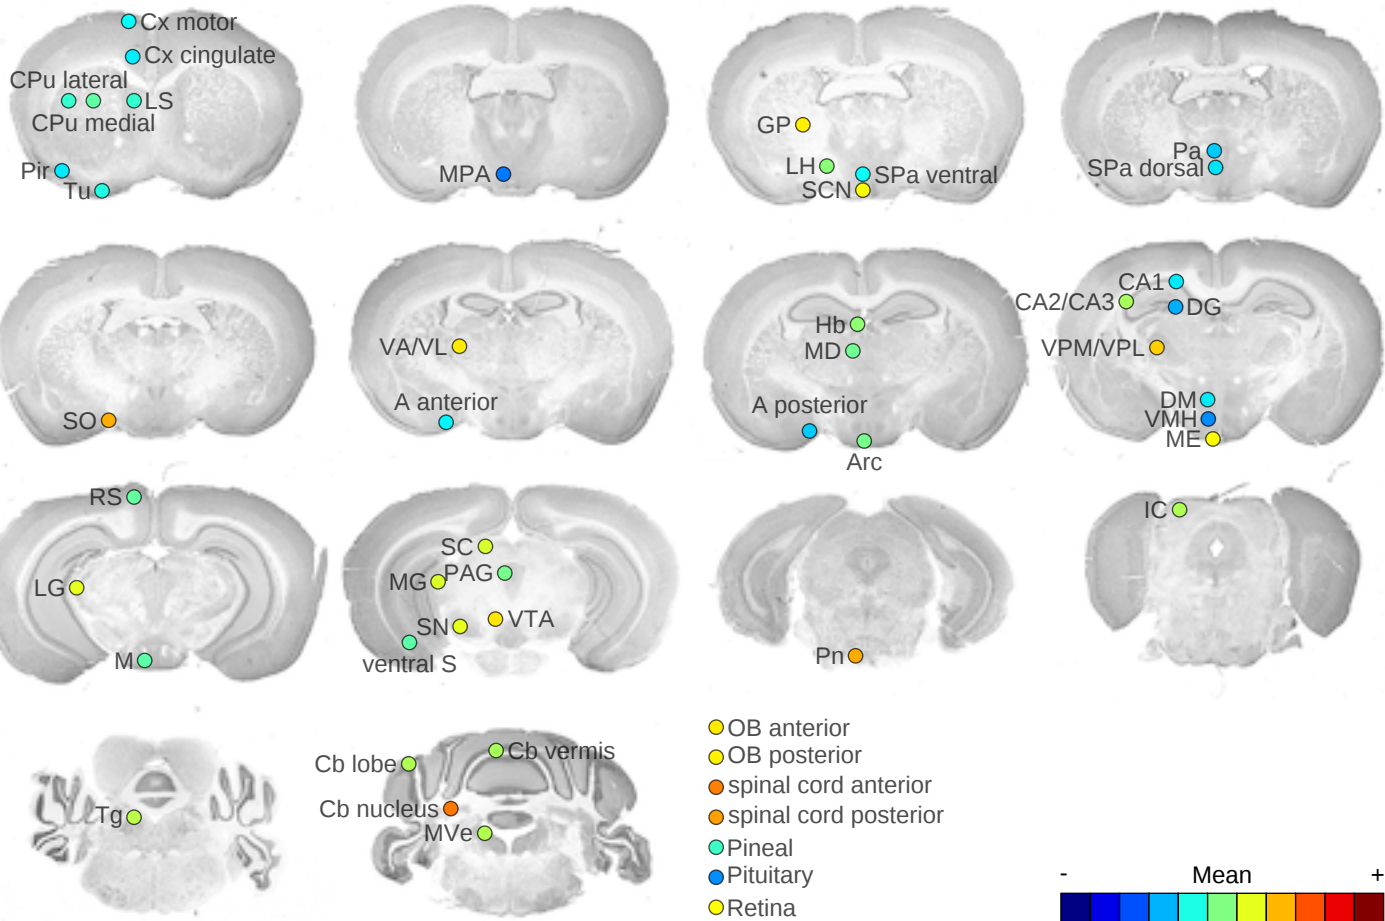 Cx motor
Cx cingulate
CPu lateral
LS
CPu medial
Pir
Tu
MPA
GP
LH
SPa ventral
SCN
Pa
SPa dorsal
SO
VA/VL
A anterior
Hb
MD
A posterior
Arc
CA1
CA2/CA3
DG
VPM/VPL
DM
VMH
ME
RS
LG
M
SC
PAG
MG
VTA
SN
ventral S
Pn
IC
Tg
Cb vermis
Cb lobe
Cb nucleus
MVe
OB anterior
OB posterior
spinal cord anterior
spinal cord posterior
Pineal
Pituitary
Retina
- Mean +